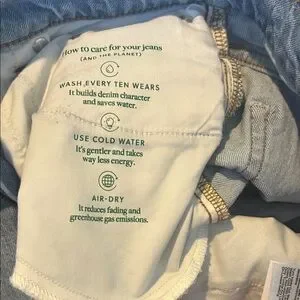 How to care for your jeans
(AND THE PLANET)
WASH EVERY TEN WEARS
It builds denim character
and saves water.
USE COLD WATER
It's gentler and takes
way less energy.
AIR-DRY
It reduces fading and
greenhouse gas emissions.